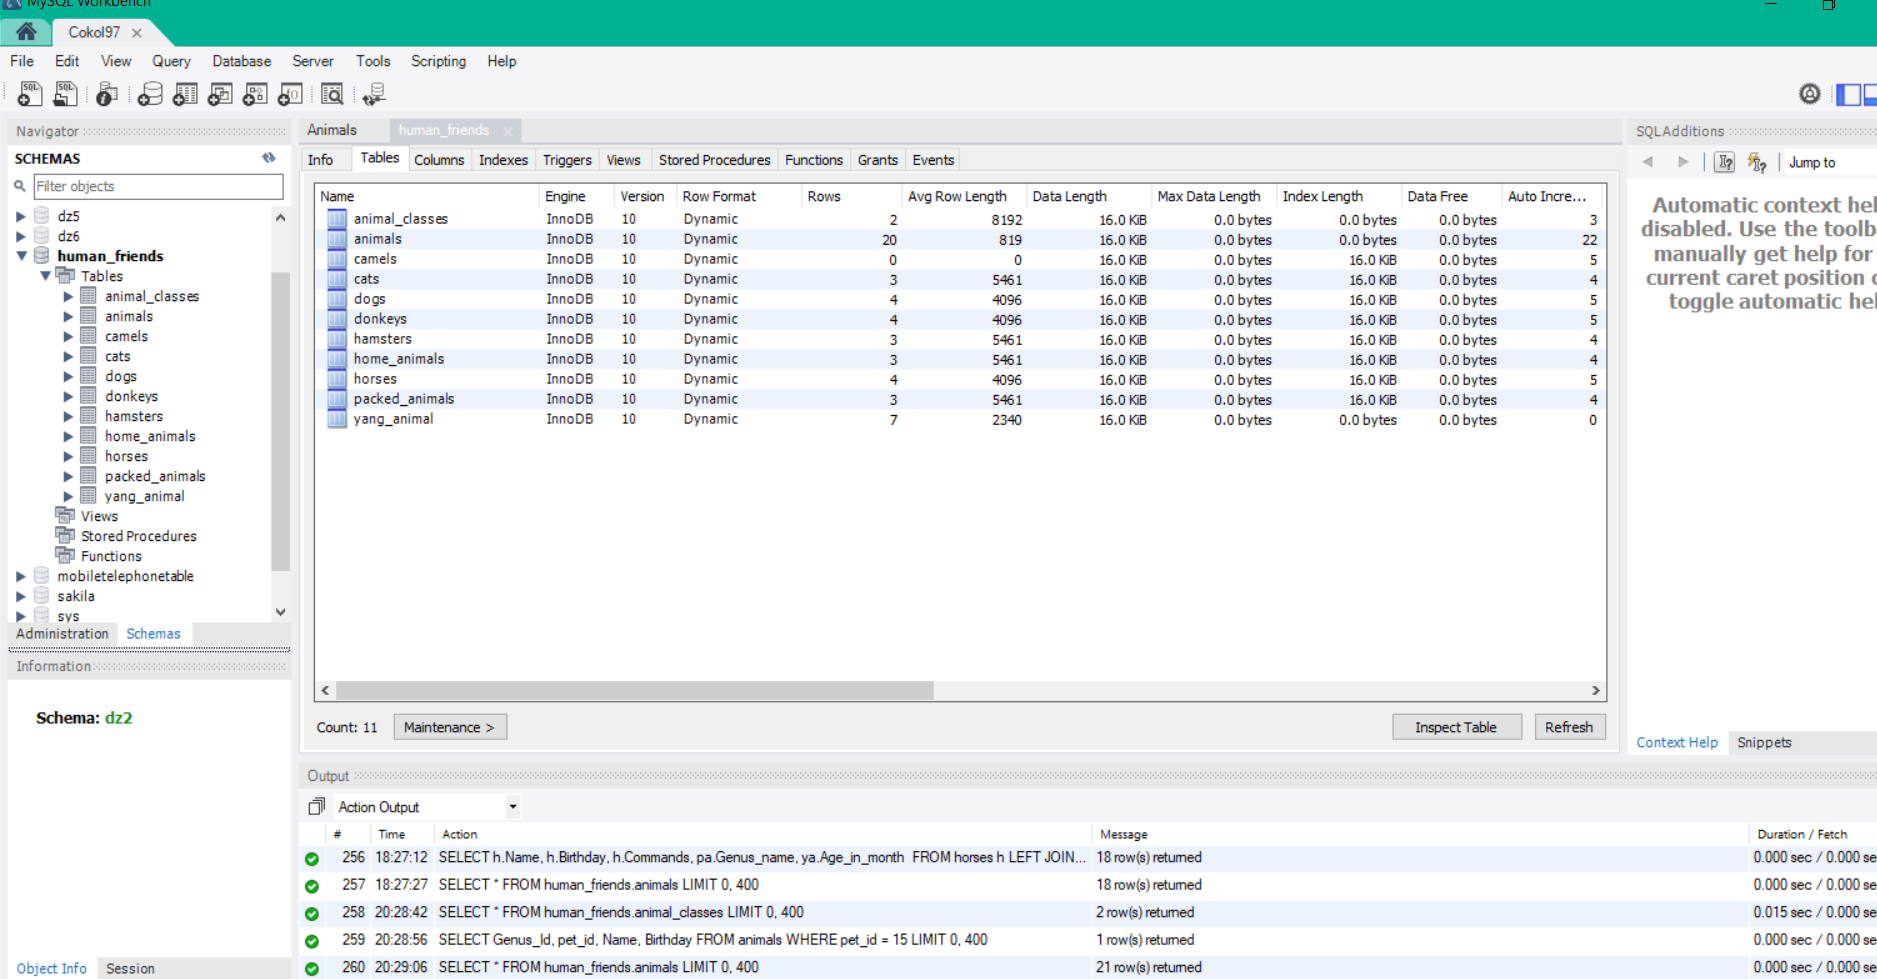 MySQL Workbench
Cokol97
File Edit View Query Database Server Tools Scripting Help
Navigator
SCHEMAS
Filter objects
dz5
dz6
human_friends
Tables
animal_classes
animals
camels
cats
dogs
donkeys
hamsters
home_animals
horses
packed_animals
yang_animal
Views
Stored Procedures
Functions
mobiletelephonetable
sakila
sys
Administration Schemas
Information
Schema: dz2
Object Info Session
Animals human_friends
Info Tables Columns Indexes Triggers Views Stored Procedures Functions Grants Events
Name Engine Version Row Format Rows Avg Row Length Data Length Max Data Length Index Length Data Free Auto Incre...
animal_classes InnoDB 10 Dynamic 2 8192 16.0 KiB 0.0 bytes 0.0 bytes 0.0 bytes 3
animals InnoDB 10 Dynamic 20 819 16.0 KiB 0.0 bytes 0.0 bytes 0.0 bytes 22
camels InnoDB 10 Dynamic 0 0 16.0 KiB 0.0 bytes 16.0 KiB 0.0 bytes 5
cats InnoDB 10 Dynamic 3 5461 16.0 KiB 0.0 bytes 16.0 KiB 0.0 bytes 4
dogs InnoDB 10 Dynamic 4 4096 16.0 KiB 0.0 bytes 16.0 KiB 0.0 bytes 5
donkeys InnoDB 10 Dynamic 4 4096 16.0 KiB 0.0 bytes 16.0 KiB 0.0 bytes 5
hamsters InnoDB 10 Dynamic 3 5461 16.0 KiB 0.0 bytes 16.0 KiB 0.0 bytes 4
home_animals InnoDB 10 Dynamic 3 5461 16.0 KiB 0.0 bytes 16.0 KiB 0.0 bytes 4
horses InnoDB 10 Dynamic 4 4096 16.0 KiB 0.0 bytes 16.0 KiB 0.0 bytes 5
packed_animals InnoDB 10 Dynamic 3 5461 16.0 KiB 0.0 bytes 16.0 KiB 0.0 bytes 4
yang_animal InnoDB 10 Dynamic 7 2340 16.0 KiB 0.0 bytes 0.0 bytes 0.0 bytes 0
Count: 11 Maintenance > Inspect Table Refresh
SQLAdditions
Jump to
Automatic context hel
disabled. Use the toolba
manually get help for
current caret position o
toggle automatic hel
Context Help Snippets
Output
Action Output
# Time Action Message Duration / Fetch
256 18:27:12 SELECT h.Name, h.Birthday, h.Commands, pa.Genus_name, ya.Age_in_month FROM horses h LEFT JOIN... 18 row(s) returned 0.000 sec / 0.000 se
257 18:27:27 SELECT * FROM human_friends.animals LIMIT 0, 400 18 row(s) returned 0.000 sec / 0.000 se
258 20:28:42 SELECT * FROM human_friends.animal_classes LIMIT 0, 400 2 row(s) returned 0.015 sec / 0.000 se
259 20:28:56 SELECT Genus_Id, pet_id, Name, Birthday FROM animals WHERE pet_id = 15 LIMIT 0, 400 1 row(s) returned 0.000 sec / 0.000 se
260 20:29:06 SELECT * FROM human_friends.animals LIMIT 0, 400 21 row(s) returned 0.000 sec / 0.000 se